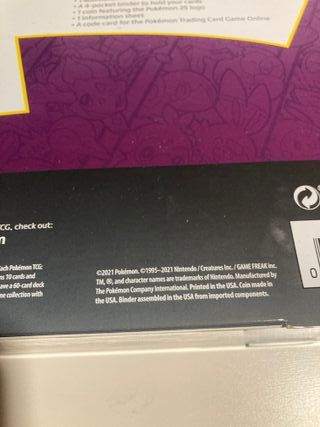 • A 4-pocket binder to hold your cards
• 1 coin featuring the Pokémon 25 logo
• 1 information sheet
• A code card for the Pokémon Trading Card Game Online
TCG, check out:
m
Each Pokémon TCG
ns 10 cards and
ave a 60-card deck
me collection with
©2021 Pokémon. ©1995–2021 Nintendo / Creatures Inc. / GAME FREAK inc.
TM, ®, and character names are trademarks of Nintendo. Manufactured by
The Pokémon Company International. Printed in the USA. Coin made in
the USA. Binder assembled in the USA from imported components.
0